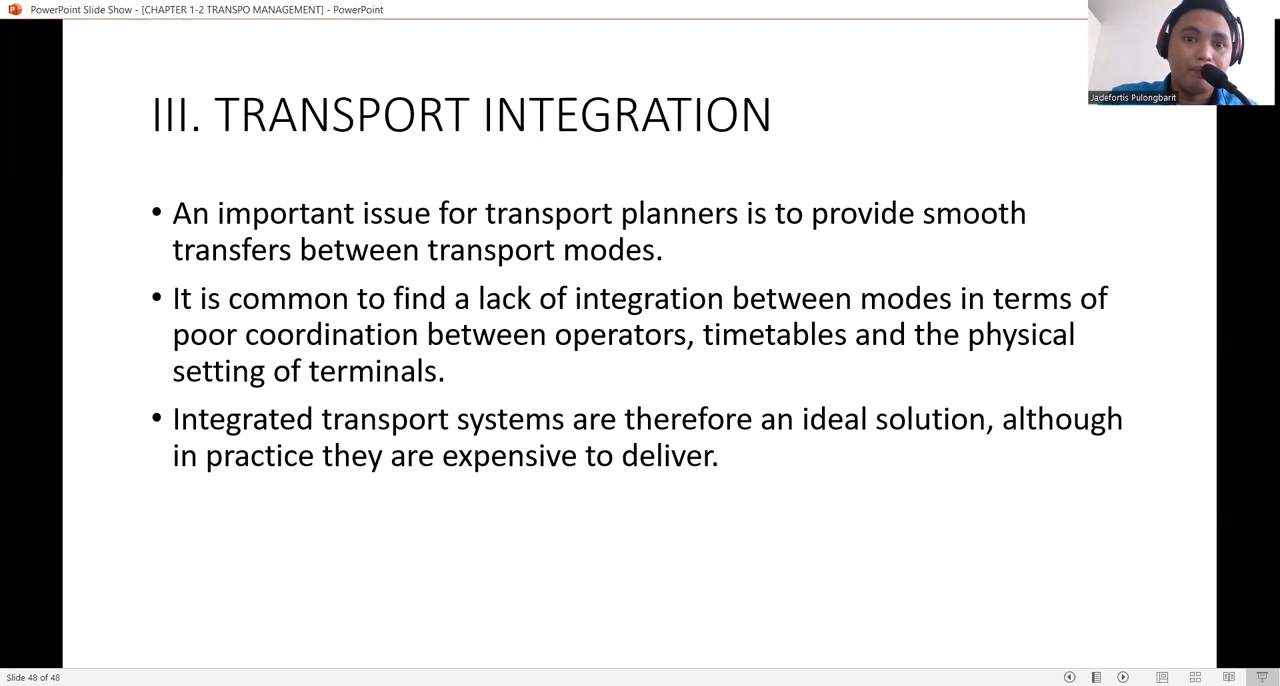 PowerPoint Slide Show - [CHAPTER 1-2 TRANSPO MANAGEMENT] - PowerPoint
Jadefortis Pulongbarit
III. TRANSPORT INTEGRATION
• An important issue for transport planners is to provide smooth
transfers between transport modes.
• It is common to find a lack of integration between modes in terms of
poor coordination between operators, timetables and the physical
setting of terminals.
• Integrated transport systems are therefore an ideal solution, although
in practice they are expensive to deliver.
Slide 48 of 48